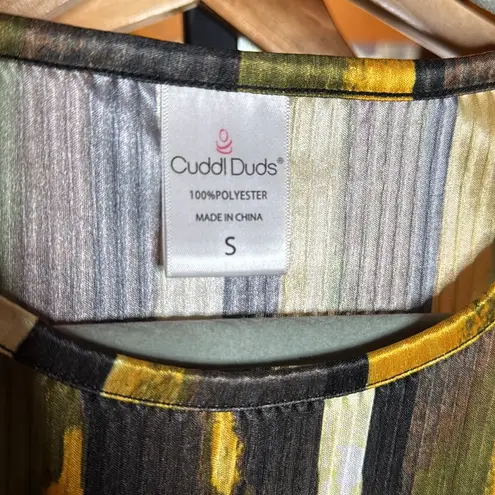 Cuddl Duds®
100%POLYESTER
MADE IN CHINA
S